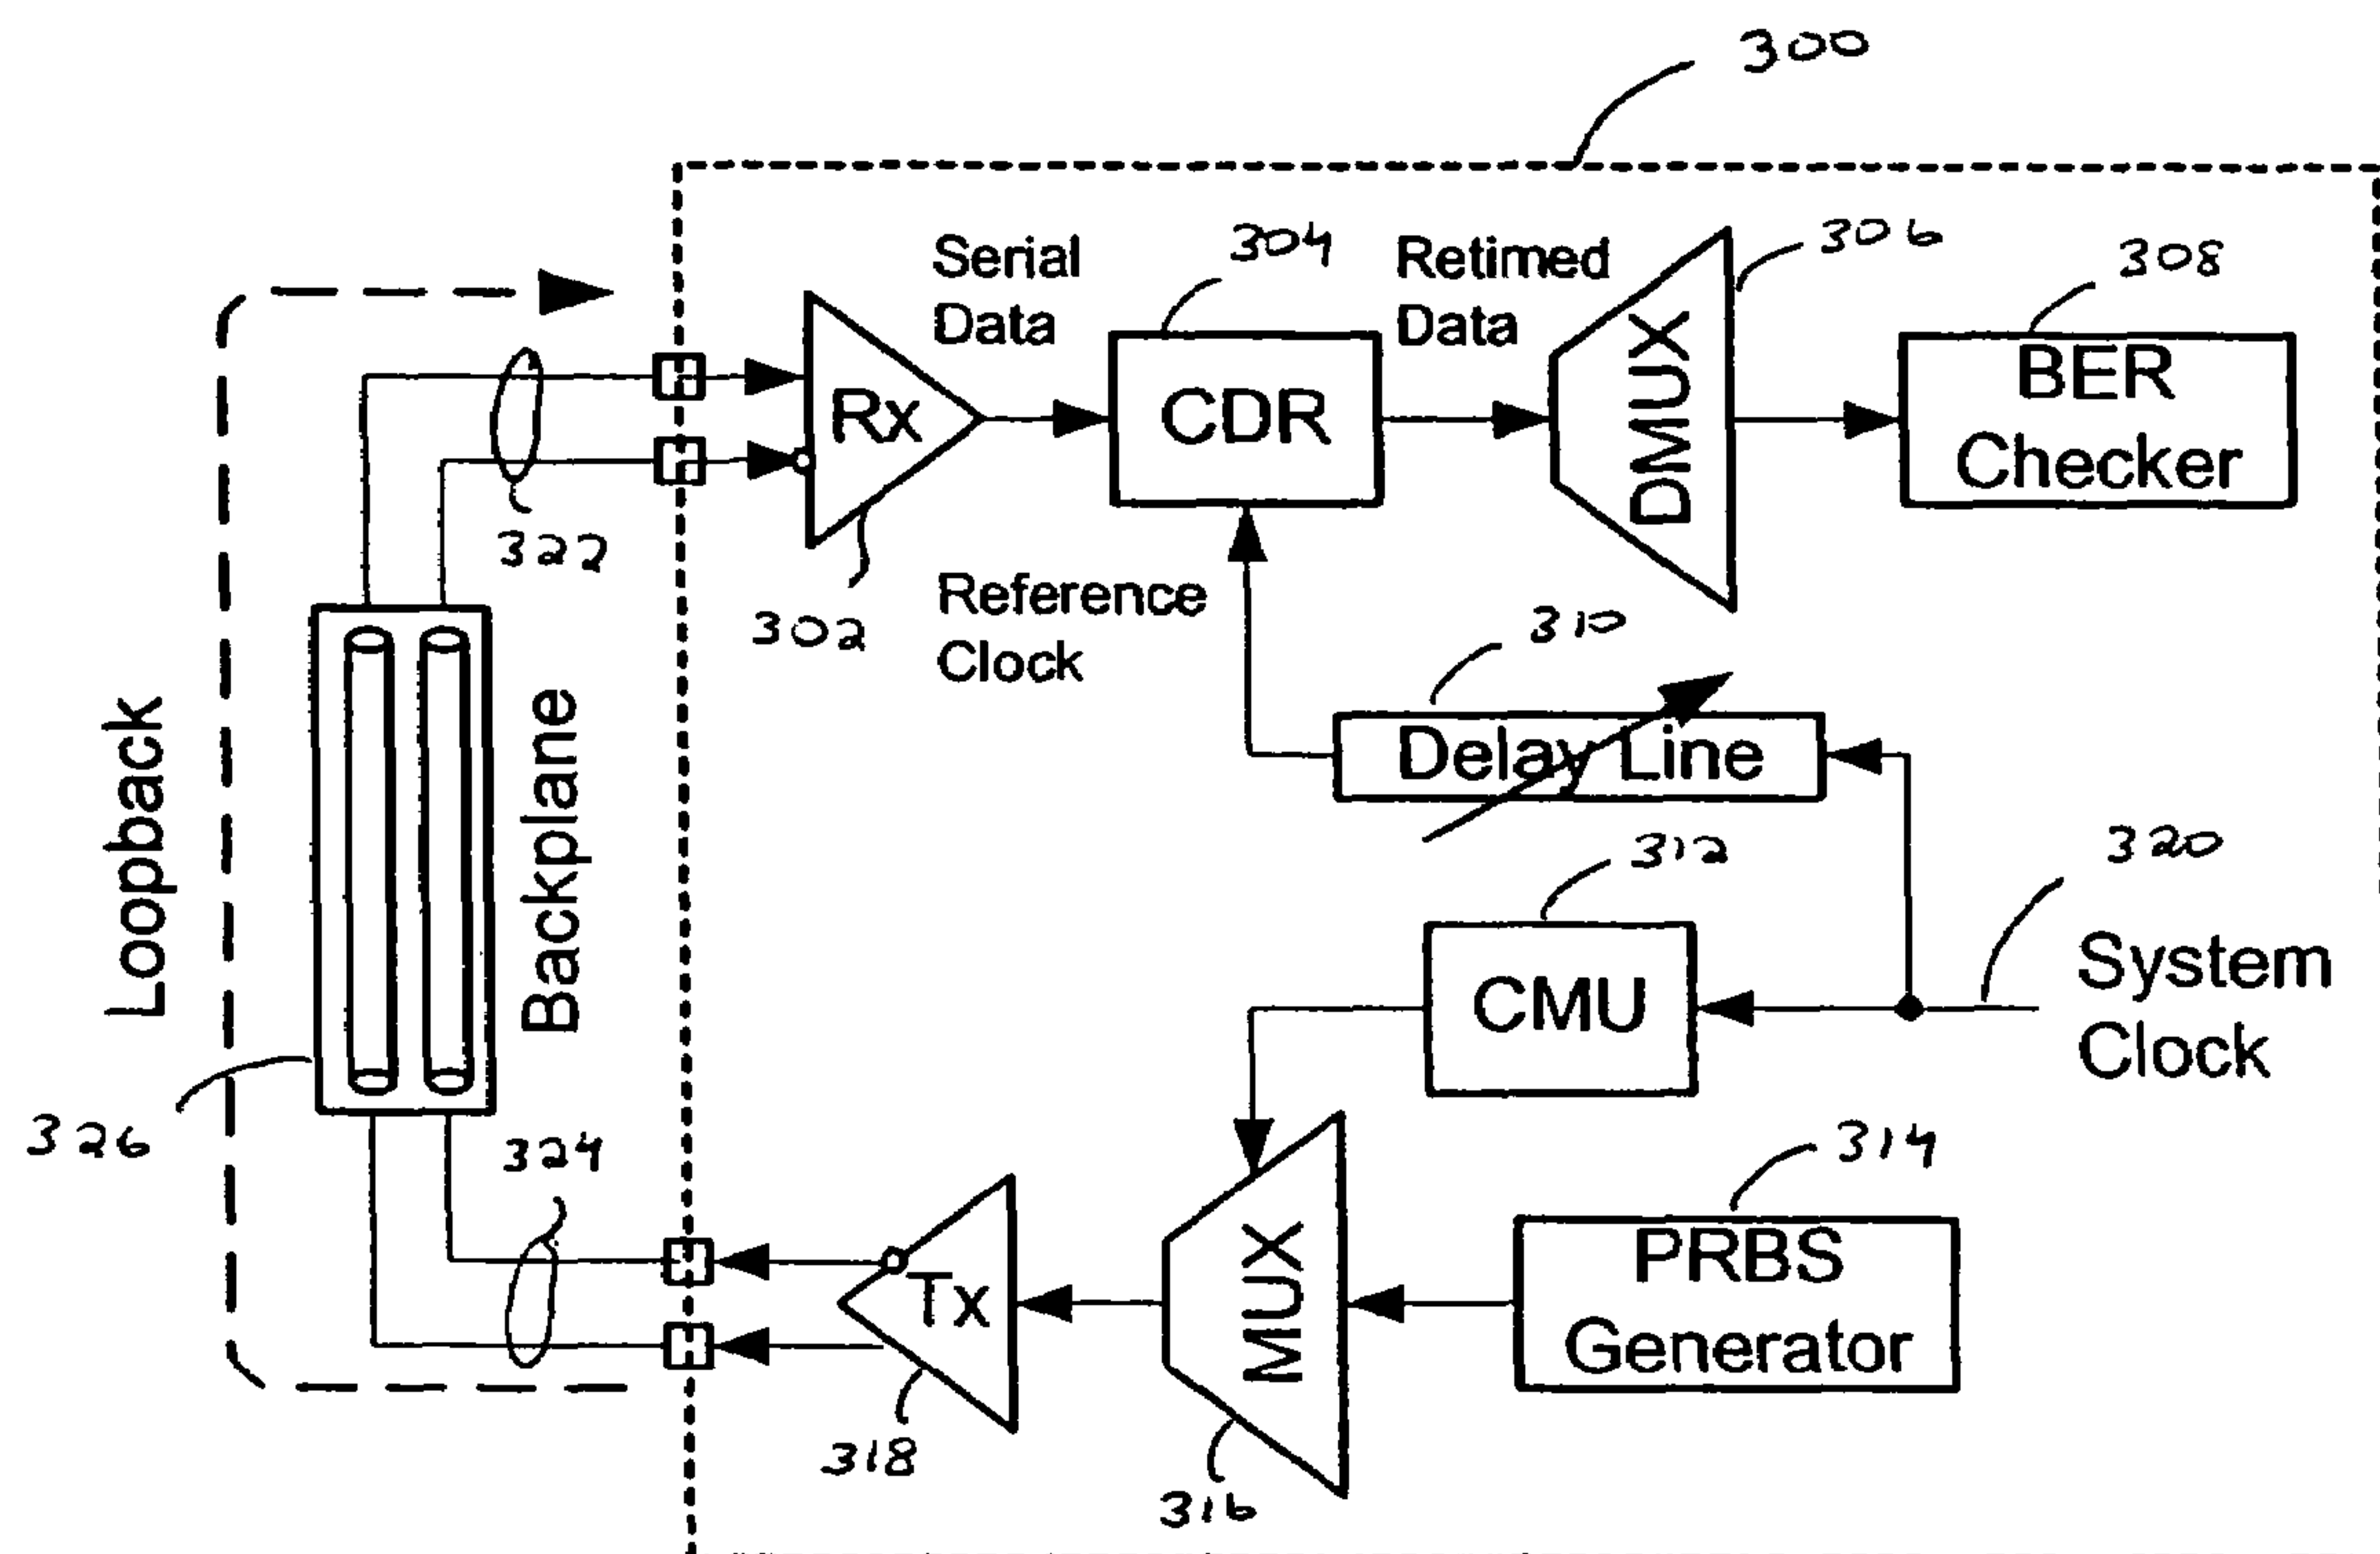 300
Serial
Data
304
Retimed
Data
306
308
Rx
CDR
DMUX
BER
Checker
322
302
Reference
Clock
310
Delay Line
Loopback
Backplane
312
320
CMU
System
Clock
326
324
314
Tx
MUX
PRBS
Generator
318
316